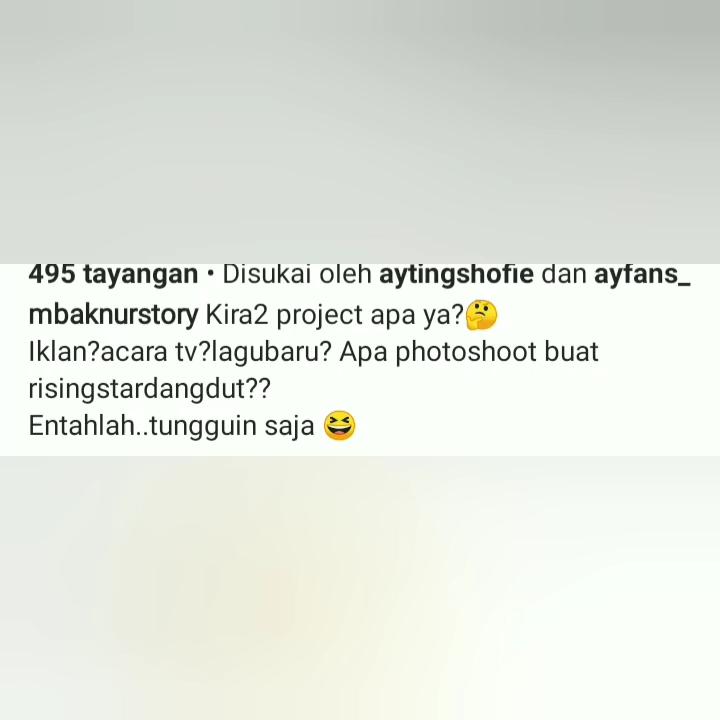 495 tayangan • Disukai oleh aytingshofie dan ayfans_
mbaknurstory Kira2 project apa ya?🤔
Iklan?acara tv?lagubaru? Apa photoshoot buat
risingstardangdut??
Entahlah..tungguin saja 😆